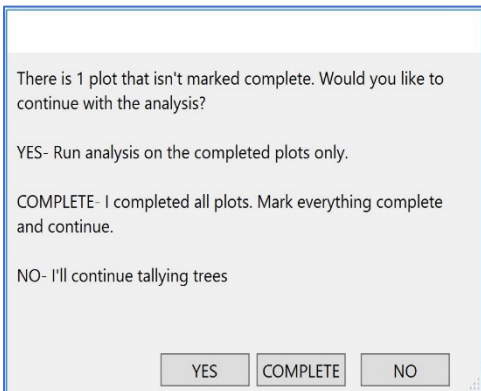 There is 1 plot that isn't marked complete. Would you like to
continue with the analysis?
YES- Run analysis on the completed plots only.
COMPLETE- I completed all plots. Mark everything complete
and continue.
NO- I'll continue tallying trees
YES COMPLETE NO